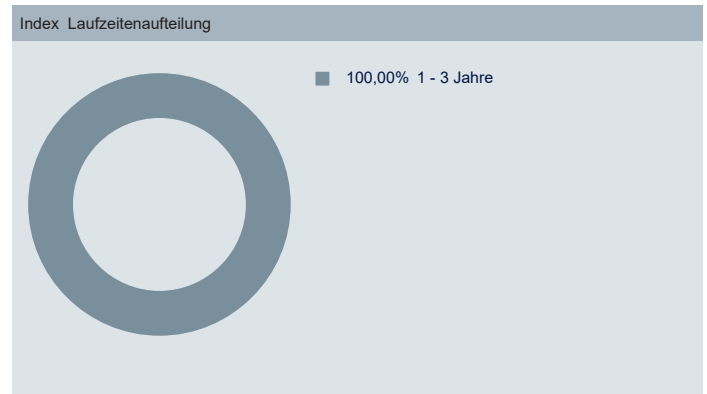 Index Laufzeitenaufteilung
100,00% 1 - 3 Jahre